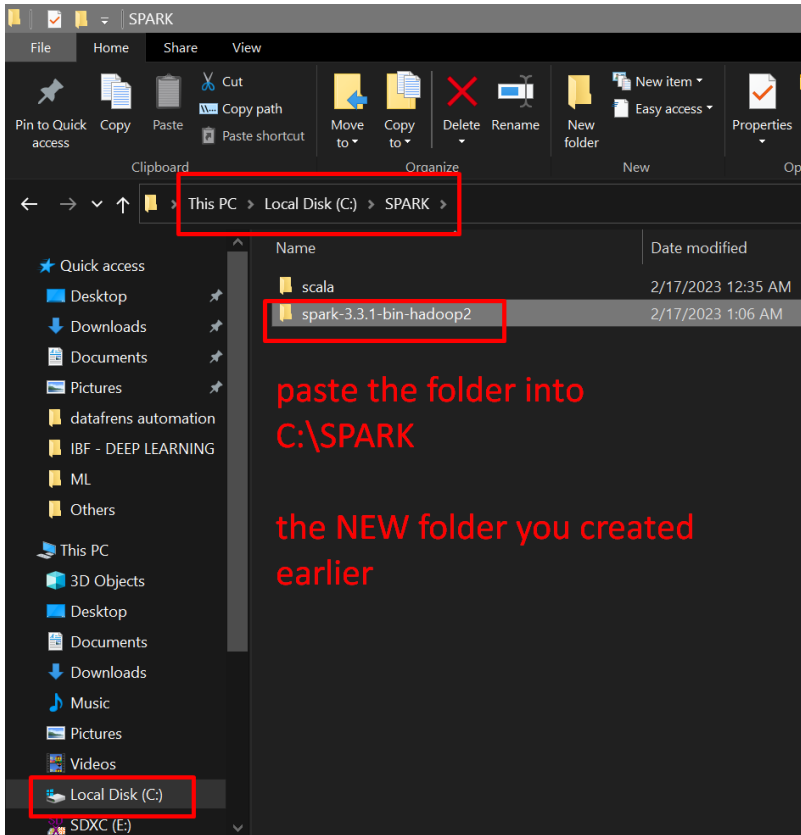 SPARK
File Home Share View
Pin to Quick access
Copy
Paste
Cut
Copy path
Paste shortcut
Move to
Copy to
Delete
Rename
New folder
New item
Easy access
Properties
Clipboard
Organize
New
Op
This PC > Local Disk (C:) > SPARK >
Name Date modified
scala 2/17/2023 12:35 AM
spark-3.3.1-bin-hadoop2 2/17/2023 1:06 AM
paste the folder into
C:\SPARK
the NEW folder you created
earlier
Quick access
Desktop
Downloads
Documents
Pictures
datafrens automation
IBF - DEEP LEARNING
ML
Others
This PC
3D Objects
Desktop
Documents
Downloads
Music
Pictures
Videos
Local Disk (C:)
SDXC (E:)